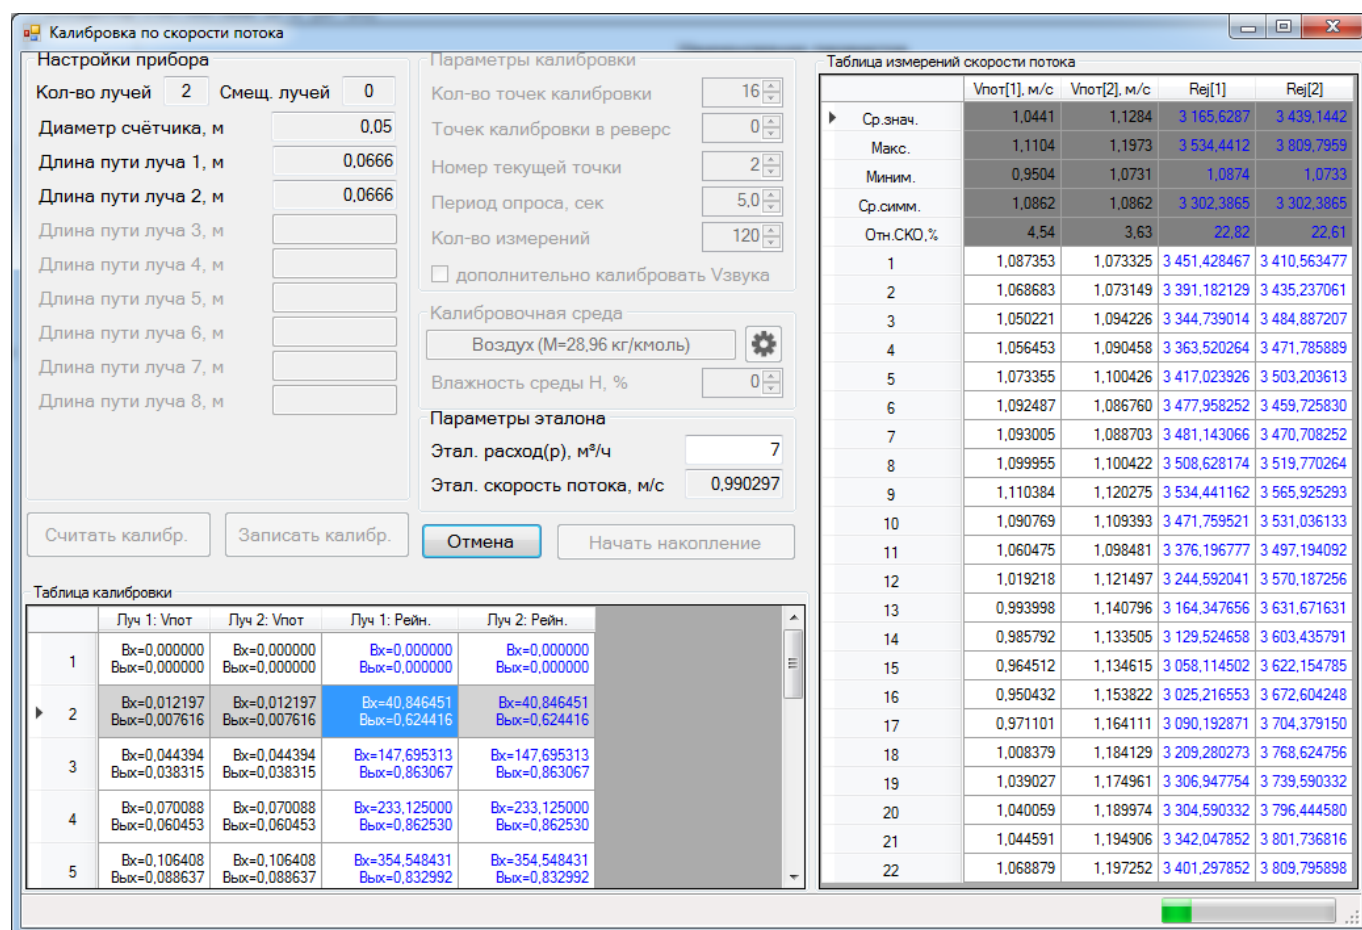 Калибровка по скорости потока
Настройки прибора
Кол-во лучей 2 Смещ. лучей 0
Диаметр счётчика, м 0,05
Длина пути луча 1, м 0,0666
Длина пути луча 2, м 0,0666
Длина пути луча 3, м
Длина пути луча 4, м
Длина пути луча 5, м
Длина пути луча 6, м
Длина пути луча 7, м
Длина пути луча 8, м
Считать калибр. Записать калибр.
Параметры калибровки
Кол-во точек калибровки 16
Точек калибровки в реверс 0
Номер текущей точки 2
Период опроса, сек 5,0
Кол-во измерений 120
дополнительно калибровать Vзвука
Калибровочная среда
Воздух (M=28,96 кг/кмоль)
Влажность среды H, % 0
Параметры эталона
Этал. расход(р), м³/ч 7
Этал. скорость потока, м/с 0,990297
Отмена Начать накопление
Таблица калибровки
Луч 1: Vпот Луч 2: Vпот Луч 1: Рейн. Луч 2: Рейн.
1 Вх=0,000000 Вх=0,000000 Вх=0,000000 Вх=0,000000
Вых=0,000000 Вых=0,000000 Вых=0,000000 Вых=0,000000
2 Вх=0,012197 Вх=0,012197 Вх=40,846451 Вх=40,846451
Вых=0,007616 Вых=0,007616 Вых=0,624416 Вых=0,624416
3 Вх=0,044394 Вх=0,044394 Вх=147,695313 Вх=147,695313
Вых=0,038315 Вых=0,038315 Вых=0,863067 Вых=0,863067
4 Вх=0,070088 Вх=0,070088 Вх=233,125000 Вх=233,125000
Вых=0,060453 Вых=0,060453 Вых=0,862530 Вых=0,862530
5 Вх=0,106408 Вх=0,106408 Вх=354,548431 Вх=354,548431
Вых=0,088637 Вых=0,088637 Вых=0,832992 Вых=0,832992
Таблица измерений скорости потока
Vпот[1], м/с Vпот[2], м/с Rej[1] Rej[2]
Ср.знач. 1,0441 1,1284 3 165,6287 3 439,1442
Макс. 1,1104 1,1973 3 534,4412 3 809,7959
Миним. 0,9504 1,0731 1,0874 1,0733
Ср.симм. 1,0862 1,0862 3 302,3865 3 302,3865
Отн.СКО,% 4,54 3,63 22,82 22,61
1 1,087353 1,073325 3 451,428467 3 410,563477
2 1,068683 1,073149 3 391,182129 3 435,237061
3 1,050221 1,094226 3 344,739014 3 484,887207
4 1,056453 1,090458 3 363,520264 3 471,785889
5 1,073355 1,100426 3 417,023926 3 503,203613
6 1,092487 1,086760 3 477,958252 3 459,725830
7 1,093005 1,088703 3 481,143066 3 470,708252
8 1,099955 1,100422 3 508,628174 3 519,770264
9 1,110384 1,120275 3 534,441162 3 565,925293
10 1,090769 1,109393 3 471,759521 3 531,036133
11 1,060475 1,098481 3 376,196777 3 497,194092
12 1,019218 1,121497 3 244,592041 3 570,187256
13 0,993998 1,140796 3 164,347656 3 631,671631
14 0,985792 1,133505 3 129,524658 3 603,435791
15 0,964512 1,134615 3 058,114502 3 622,154785
16 0,950432 1,153822 3 025,216553 3 672,604248
17 0,971101 1,164111 3 090,192871 3 704,379150
18 1,008379 1,184129 3 209,280273 3 768,624756
19 1,039027 1,174961 3 306,947754 3 739,590332
20 1,040059 1,189974 3 304,590332 3 796,444580
21 1,044591 1,194906 3 342,047852 3 801,736816
22 1,068879 1,197252 3 401,297852 3 809,795898